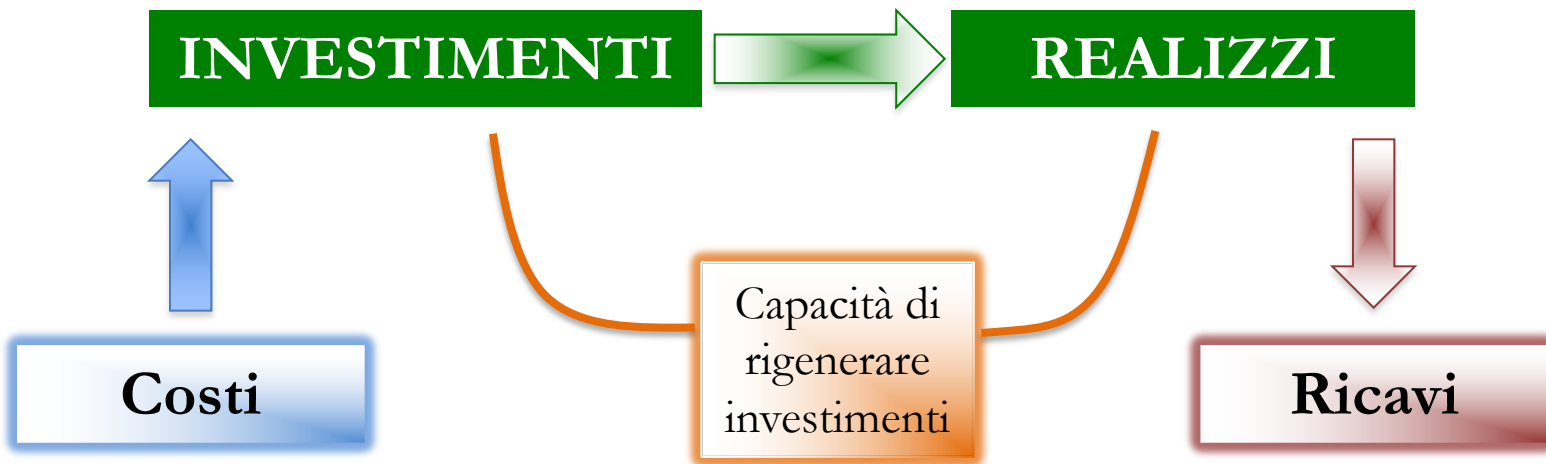 INVESTIMENTI
REALIZZI
Capacità di
rigenerare
investimenti
Costi
Ricavi